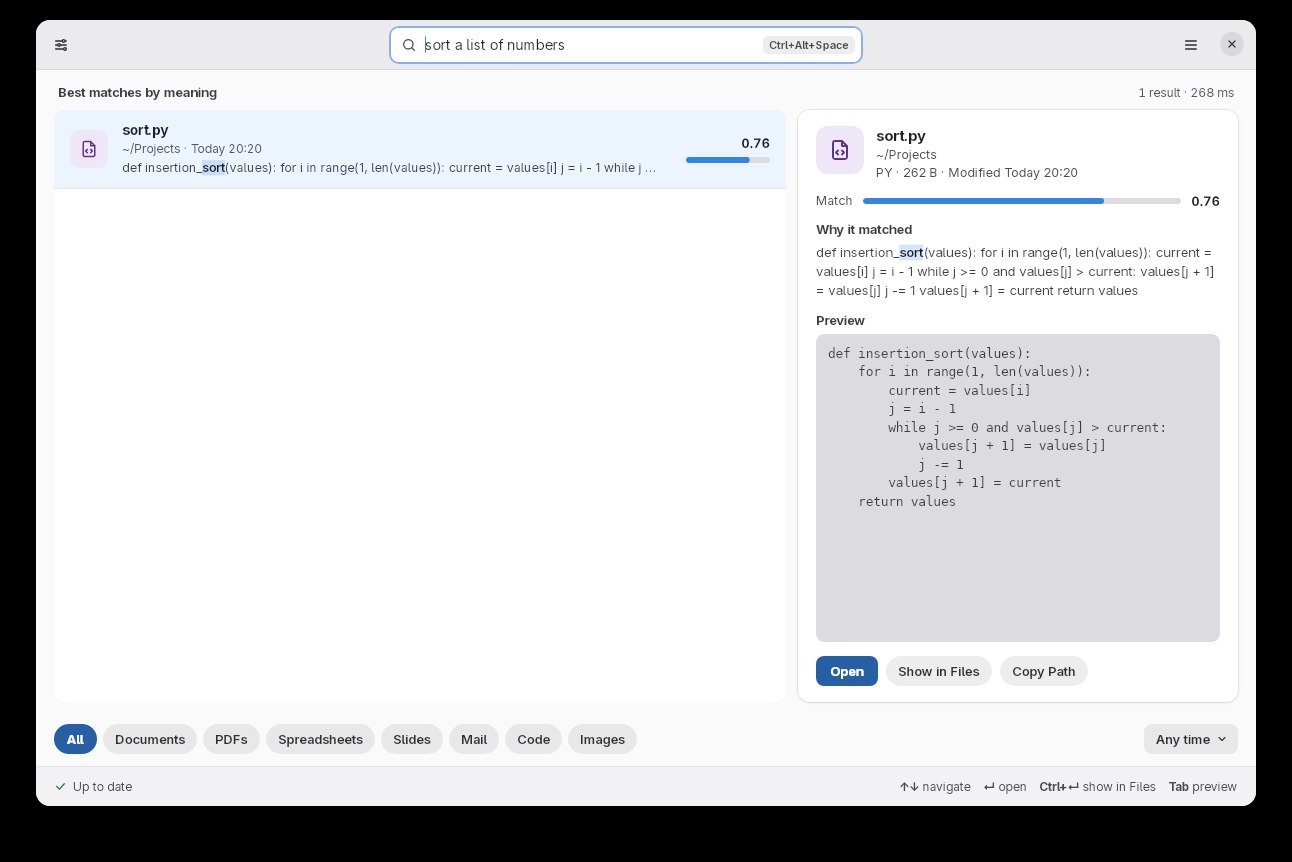 sort a list of numbers
Ctrl+Alt+Space
Best matches by meaning
1 result · 268 ms
sort.py
~/Projects · Today 20:20
def insertion_sort(values): for i in range(1, len(values)): current = values[i] j = i - 1 while j …
0.76
sort.py
~/Projects
PY · 262 B · Modified Today 20:20
Match
0.76
Why it matched
def insertion_sort(values): for i in range(1, len(values)): current =
values[i] j = i - 1 while j >= 0 and values[j] > current: values[j + 1]
= values[j] j -= 1 values[j + 1] = current return values
Preview
def insertion_sort(values):
    for i in range(1, len(values)):
        current = values[i]
        j = i - 1
        while j >= 0 and values[j] > current:
            values[j + 1] = values[j]
            j -= 1
        values[j + 1] = current
    return values
Open
Show in Files
Copy Path
All
Documents
PDFs
Spreadsheets
Slides
Mail
Code
Images
Any time
Up to date
↑↓ navigate
↵ open
Ctrl+↵ show in Files
Tab preview